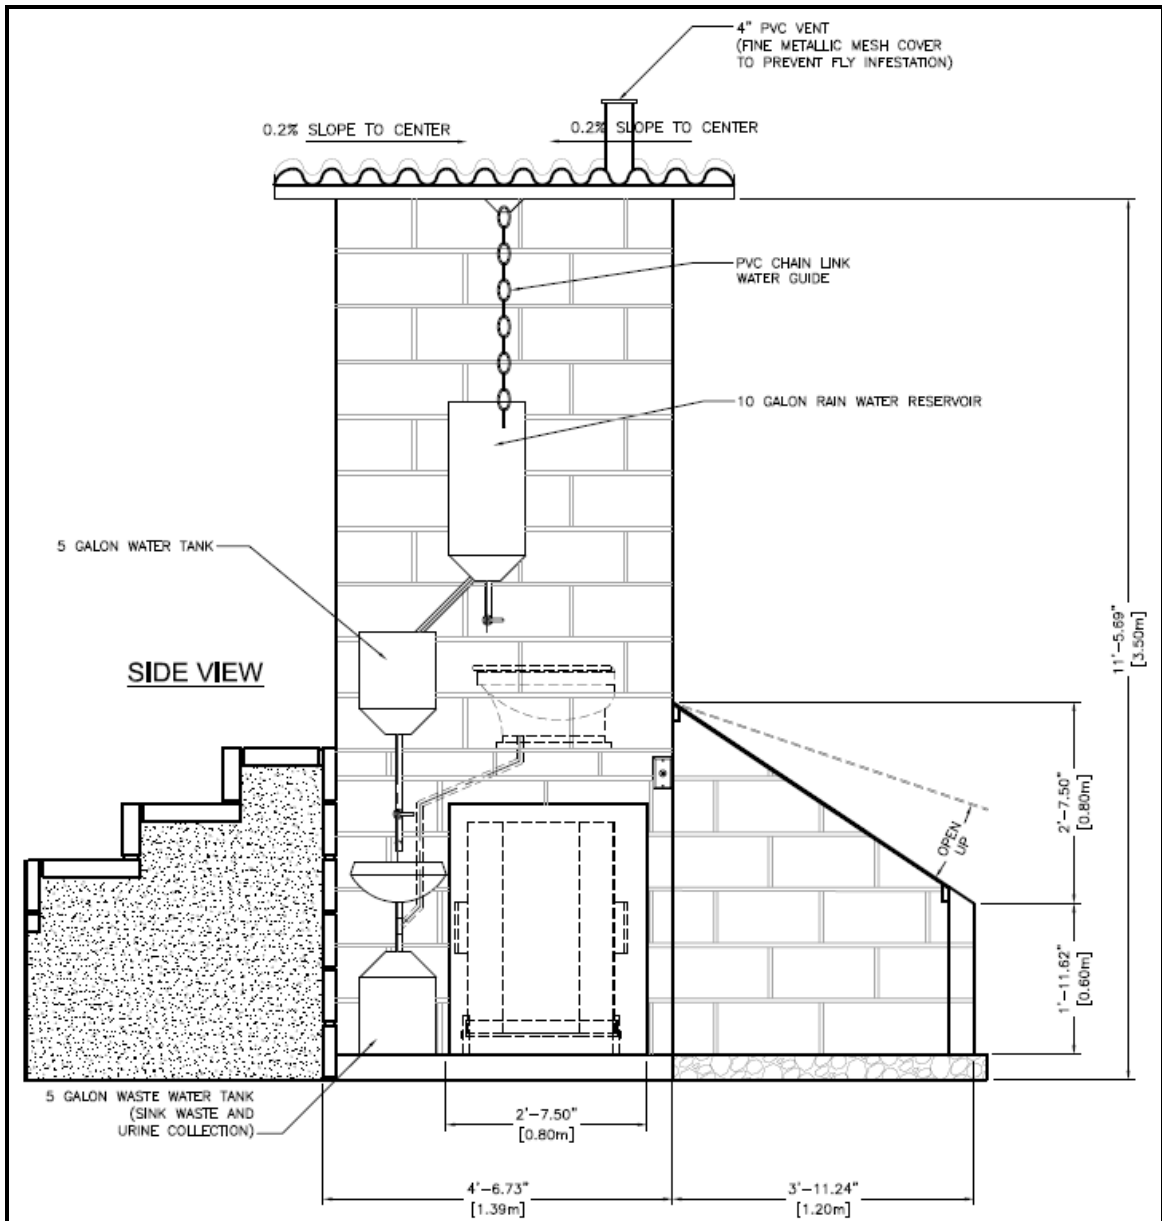 4" PVC VENT
(FINE METALLIC MESH COVER
TO PREVENT FLY INFESTATION)
0.2% SLOPE TO CENTER
0.2% SLOPE TO CENTER
PVC CHAIN LINK
WATER GUIDE
10 GALON RAIN WATER RESERVOIR
5 GALON WATER TANK
SIDE VIEW
11'-5.69"
[3.50m]
2'-7.50"
[0.80m]
OPEN
UP
1'-11.62"
[0.60m]
5 GALON WASTE WATER TANK
(SINK WASTE AND
URINE COLLECTION)
2'-7.50"
[0.80m]
4'-6.73"
[1.39m]
3'-11.24"
[1.20m]